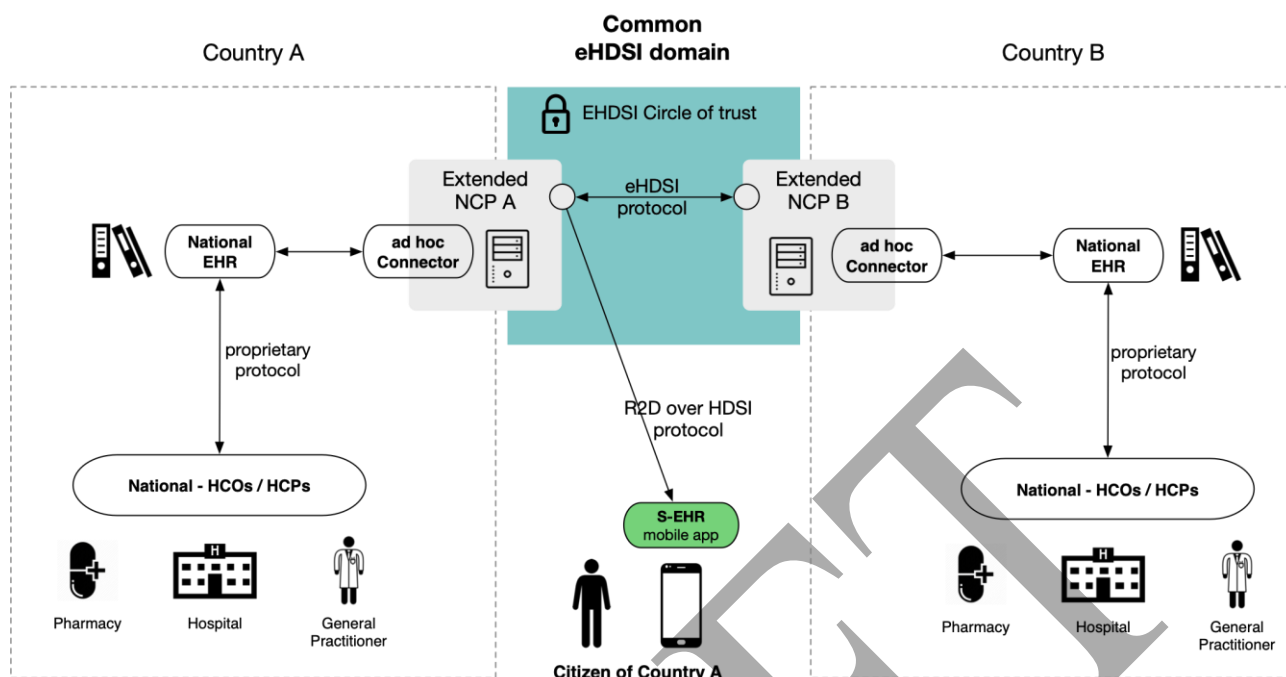 Country A
Common
eHDSI domain
Country B
EHDSI Circle of trust
Extended
NCP A
eHDSI
protocol
Extended
NCP B
National
EHR
ad hoc
Connector
ad hoc
Connector
National
EHR
proprietary
protocol
proprietary
protocol
R2D over HDSI
protocol
National - HCOs / HCPs
National - HCOs / HCPs
S-EHR
mobile app
H
H
Pharmacy
Hospital
General
Practitioner
Pharmacy
Hospital
General
Practitioner
Citizen of Country A